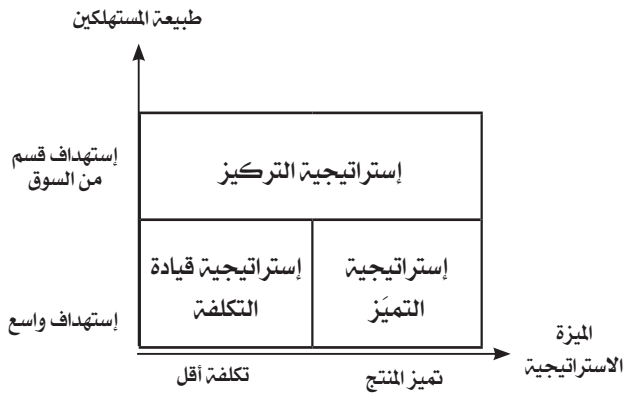 طبيعة المستهلكين
إستهداف قسم
من السوق
إستراتيجية التركيز
إستراتيجية
التميَز
إستراتيجية قيادة
التكلفة
إستهداف واسع
الميزة
الاستراتيجية
تميز المنتج
تكلفة أقل